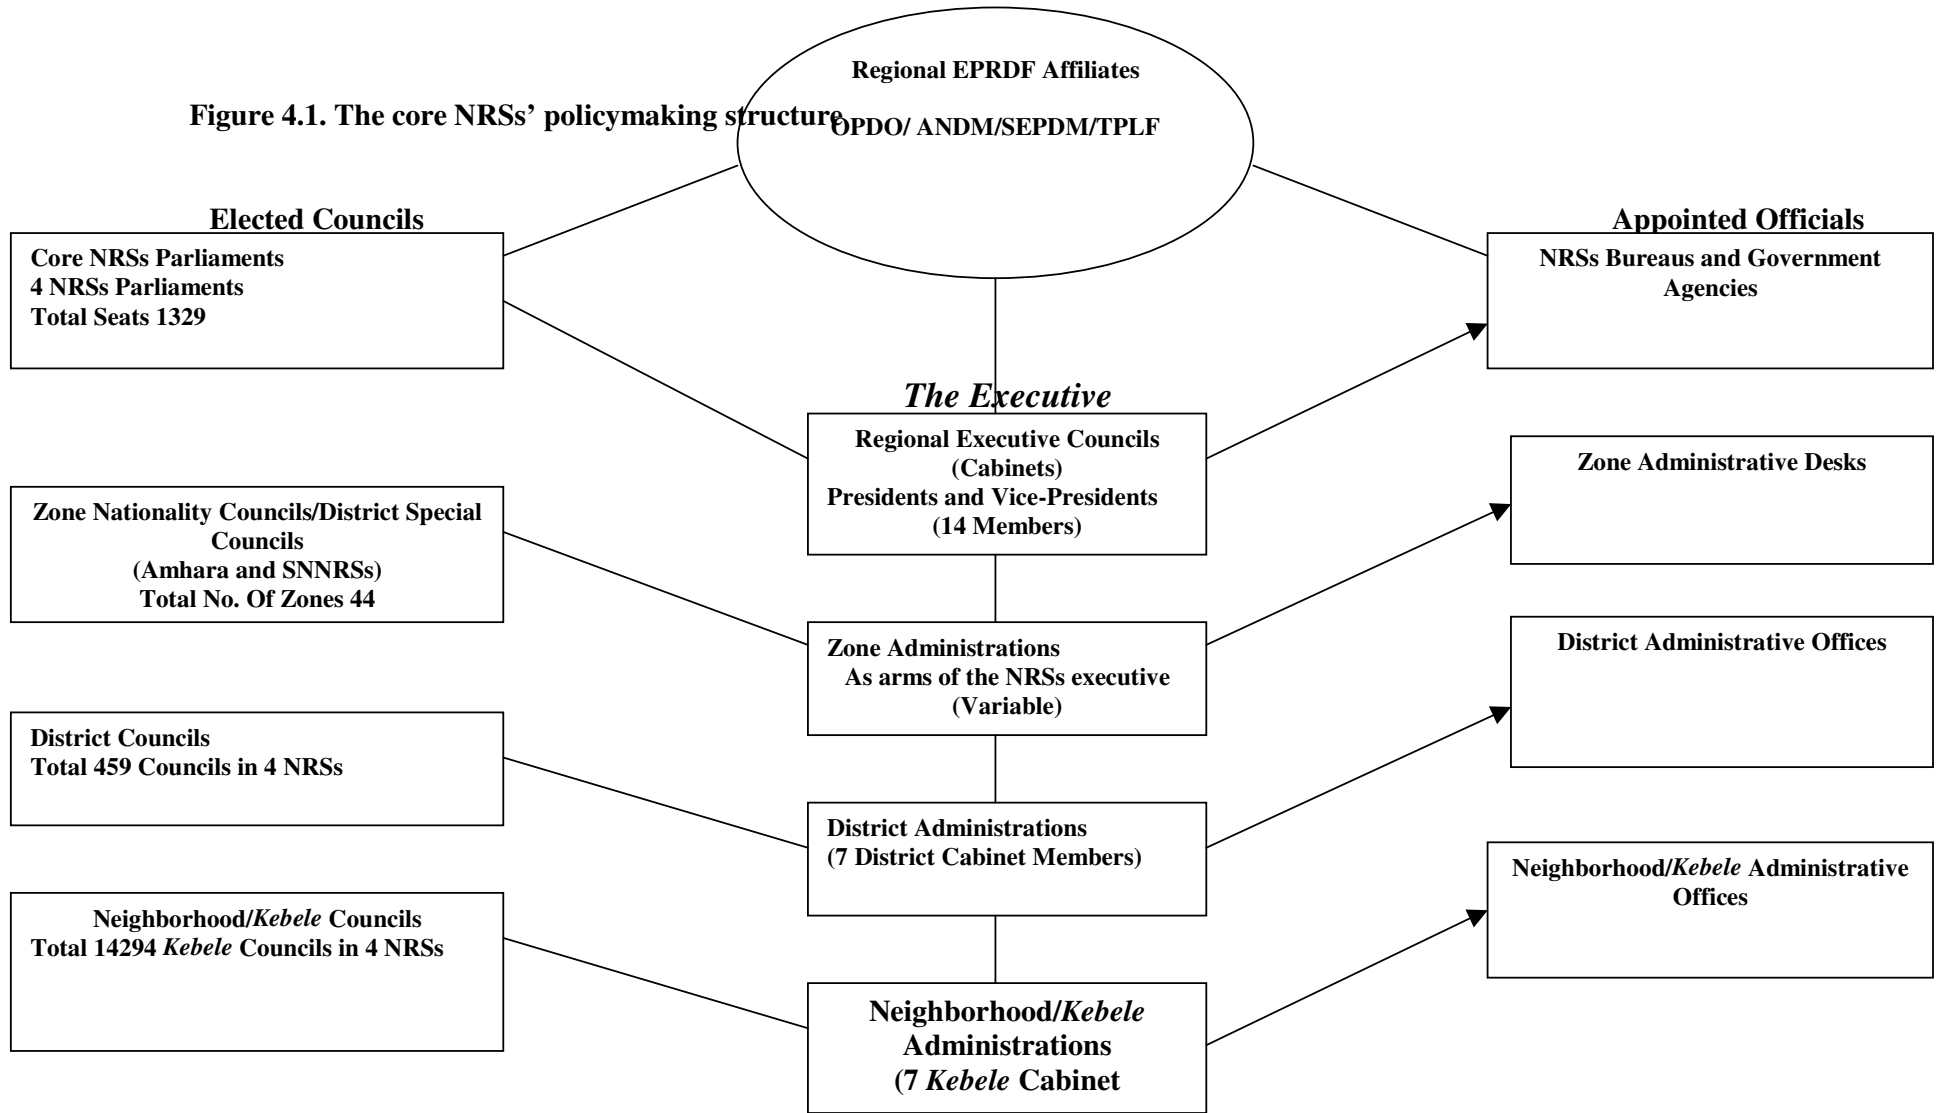 Regional EPRDF Affiliates
Figure 4.1. The core NRSs’ policymaking structure
OPDO/ ANDM/SEPDM/TPLF
Elected Councils
Appointed Officials
Core NRSs Parliaments
4 NRSs Parliaments
Total Seats 1329
NRSs Bureaus and Government
Agencies
The Executive
Regional Executive Councils
(Cabinets)
Presidents and Vice-Presidents
(14 Members)
Zone Administrative Desks
Zone Nationality Councils/District Special
Councils
(Amhara and SNNRSs)
Total No. Of Zones 44
Zone Administrations
As arms of the NRSs executive
(Variable)
District Administrative Offices
District Councils
Total 459 Councils in 4 NRSs
District Administrations
(7 District Cabinet Members)
Neighborhood/Kebele Administrative
Offices
Neighborhood/Kebele Councils
Total 14294 Kebele Councils in 4 NRSs
Neighborhood/Kebele
Administrations
(7 Kebele Cabinet